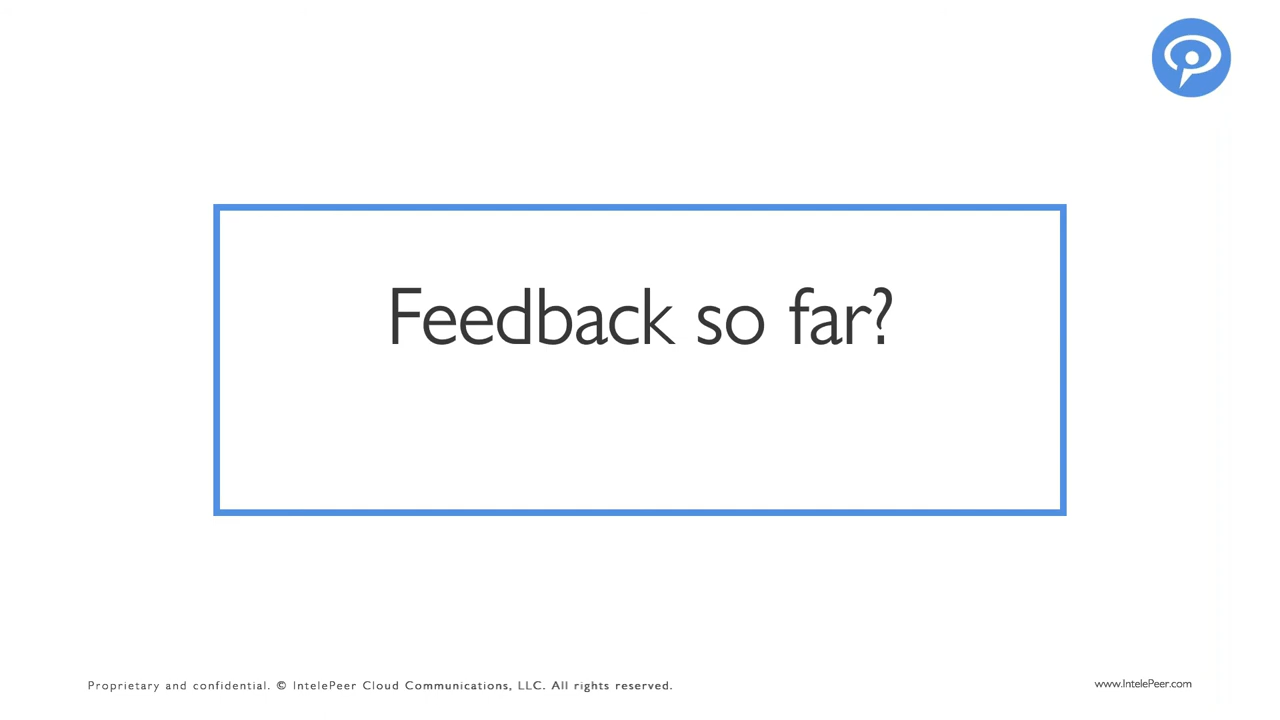 Feedback so far?
Proprietary and confidential. © IntelePeer Cloud Communications, LLC. All rights reserved.
www.IntelePeer.com